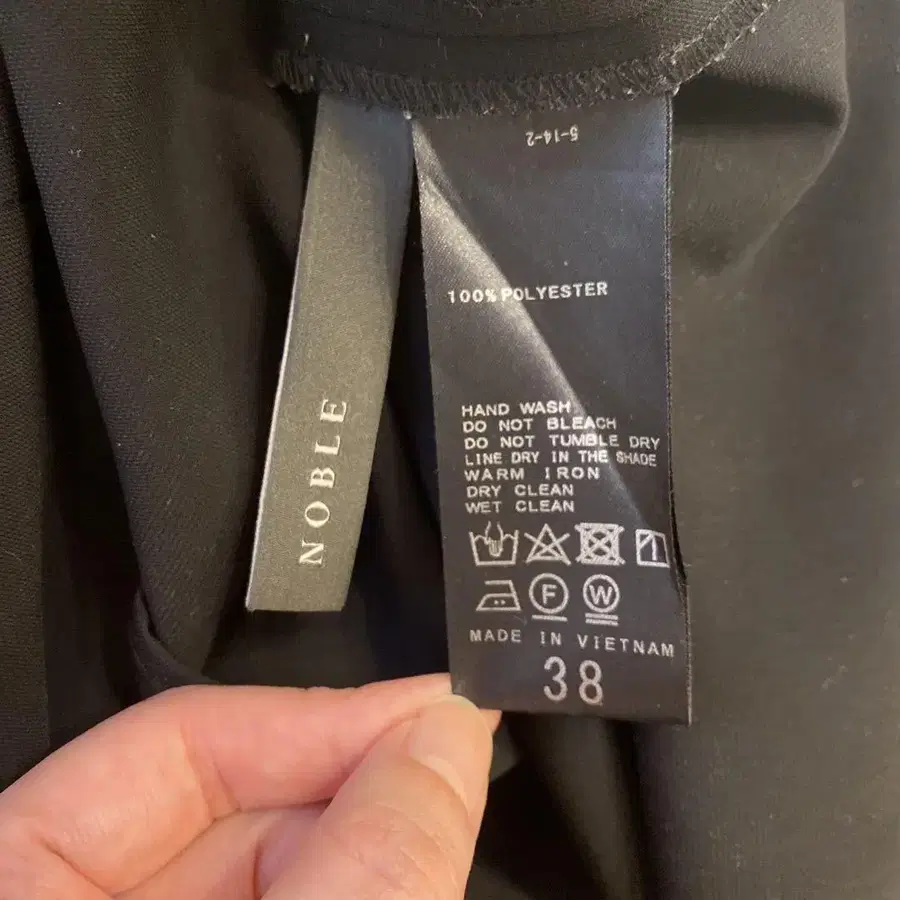 5-14-2
NOBLE
100% POLYESTER
HAND WASH
DO NOT BLEACH
DO NOT TUMBLE DRY
LINE DRY IN THE SHADE
WARM IRON
DRY CLEAN
WET CLEAN
F W
MADE IN VIETNAM
38